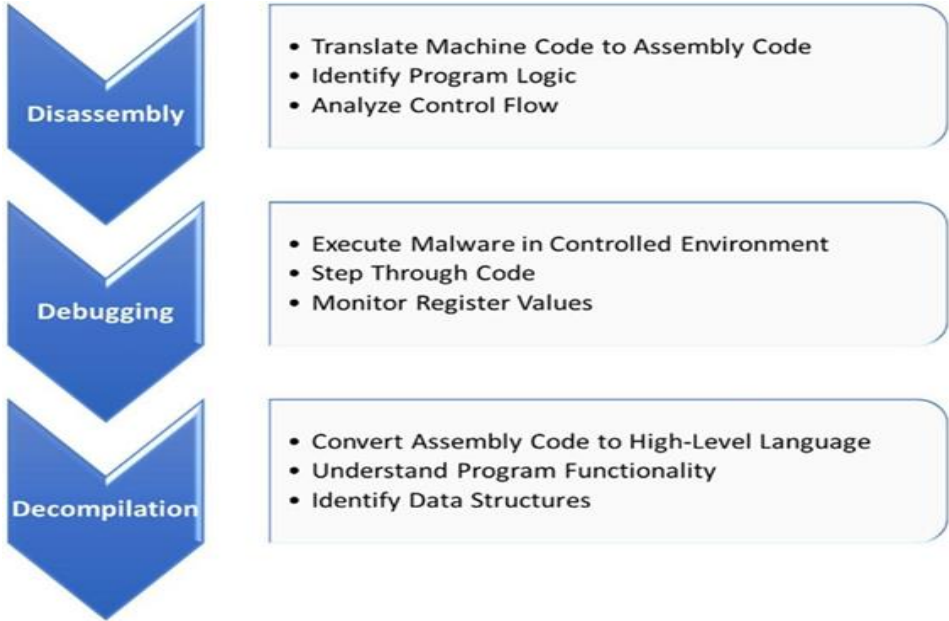 Disassembly
• Translate Machine Code to Assembly Code
• Identify Program Logic
• Analyze Control Flow
Debugging
• Execute Malware in Controlled Environment
• Step Through Code
• Monitor Register Values
Decompilation
• Convert Assembly Code to High-Level Language
• Understand Program Functionality
• Identify Data Structures